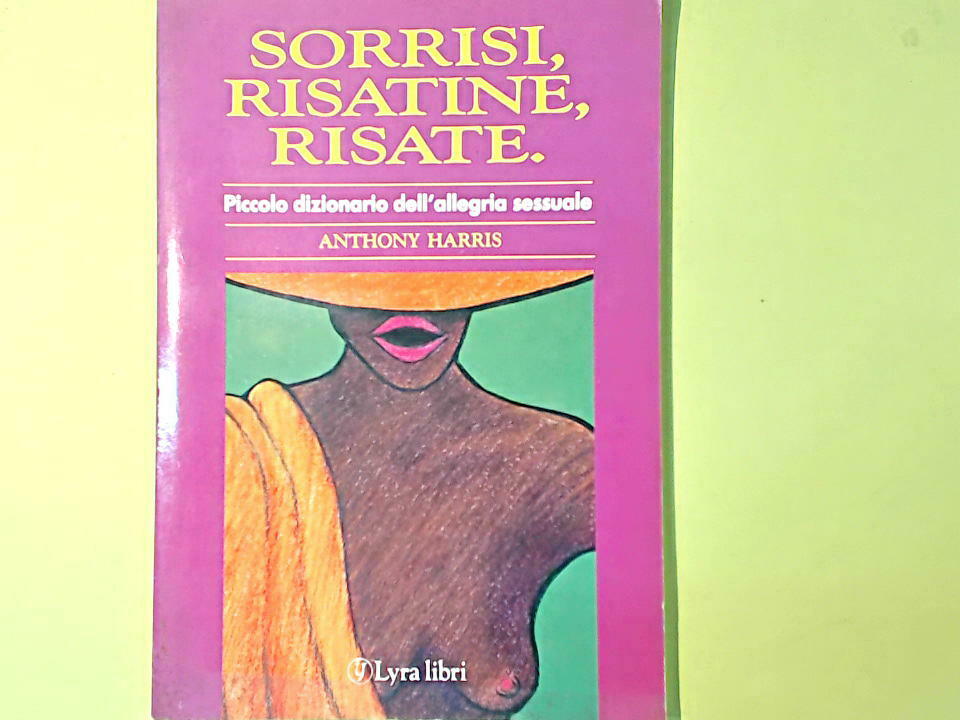 SORRISI,
RISATINE,
RISATE.
Piccolo dizionario dell'allegria sessuale
ANTHONY HARRIS
Lyra libri